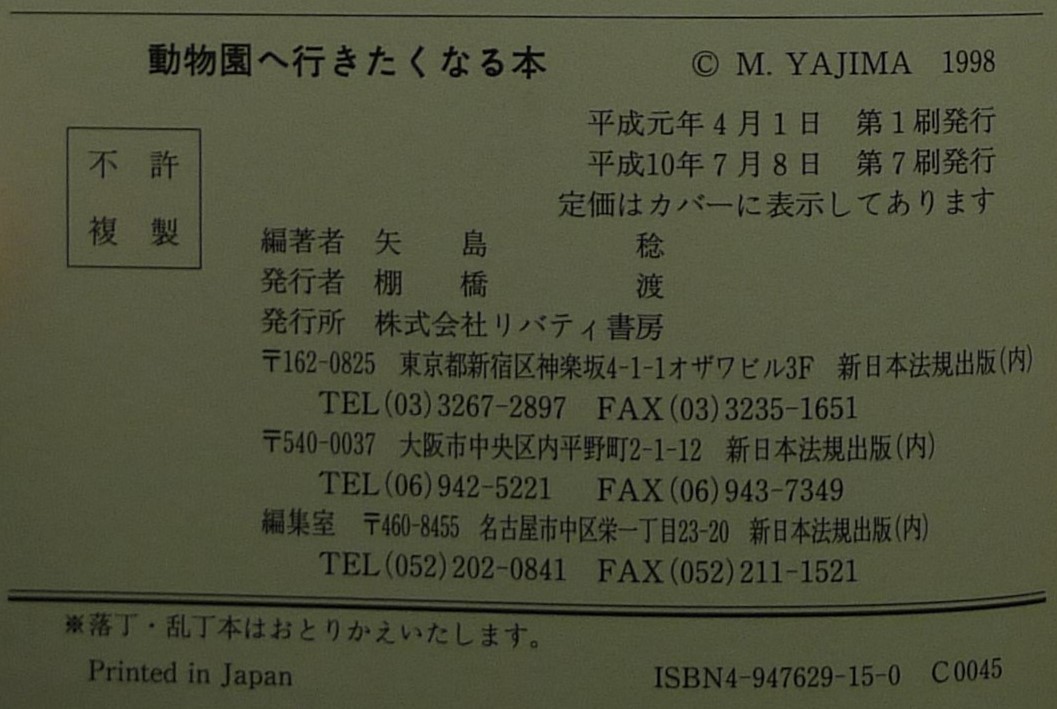 動物園へ行きたくなる本 © M. YAJIMA 1998
平成元年4月1日 第1刷発行
平成10年7月8日 第7刷発行
定価はカバーに表示してあります
不許
複製
編著者 矢島 稔
発行者 棚橋 渡
発行所 株式会社リバティ書房
〒162-0825 東京都新宿区神楽坂4-1-1オザワビル3F 新日本法規出版(内)
TEL(03)3267-2897 FAX(03)3235-1651
〒540-0037 大阪市中央区内平野町2-1-12 新日本法規出版(内)
TEL(06)942-5221 FAX(06)943-7349
編集室 〒460-8455 名古屋市中区栄一丁目23-20 新日本法規出版(内)
TEL(052)202-0841 FAX(052)211-1521
※落丁・乱丁本はおとりかえいたします。
Printed in Japan ISBN4-947629-15-0 C0045